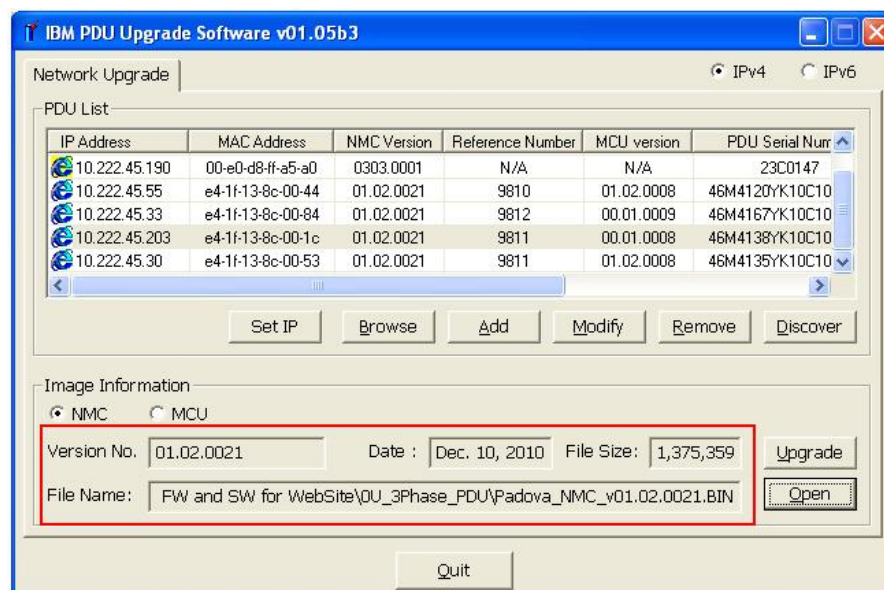 IBM PDU Upgrade Software v01.05b3
Network Upgrade
IPv4
IPv6
PDU List
IP Address MAC Address NMC Version Reference Number MCU version PDU Serial Num
10.222.45.190 00-e0-d8-ff-a5-a0 0303.0001 N/A N/A 23C0147
10.222.45.55 e4-1f-13-8c-00-44 01.02.0021 9810 01.02.0008 46M4120YK10C10
10.222.45.33 e4-1f-13-8c-00-84 01.02.0021 9812 00.01.0009 46M4167YK10C10
10.222.45.203 e4-1f-13-8c-00-1c 01.02.0021 9811 00.01.0008 46M4138YK10C10
10.222.45.30 e4-1f-13-8c-00-53 01.02.0021 9811 01.02.0008 46M4135YK10C10
Set IP Browse Add Modify Remove Discover
Image Information
NMC MCU
Version No. 01.02.0021 Date : Dec. 10, 2010 File Size: 1,375,359 Upgrade
File Name: FW and SW for WebSite\0U_3Phase_PDU\Padova_NMC_v01.02.0021.BIN Open
Quit